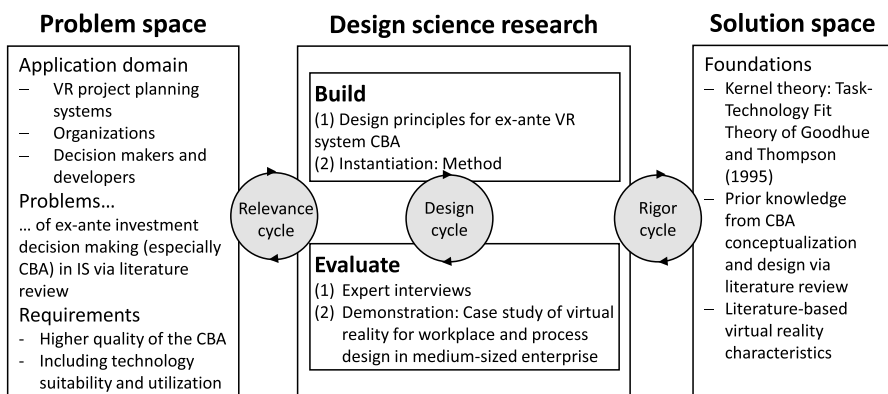 Problem space
Application domain
– VR project planning
systems
– Organizations
– Decision makers and
developers
Problems...
... of ex-ante investment
decision making (especially
CBA) in IS via literature
review
Requirements
- Higher quality of the CBA
- Including technology
suitability and utilization
Relevance
cycle
Design science research
Build
(1) Design principles for ex-ante VR
system CBA
(2) Instantiation: Method
Design
cycle
Evaluate
(1) Expert interviews
(2) Demonstration: Case study of virtual
reality for workplace and process
design in medium-sized enterprise
Rigor
cycle
Solution space
Foundations
– Kernel theory: Task-
Technology Fit
Theory of Goodhue
and Thompson
(1995)
– Prior knowledge
from CBA
conceptualization
and design via
literature review
– Literature-based
virtual reality
characteristics